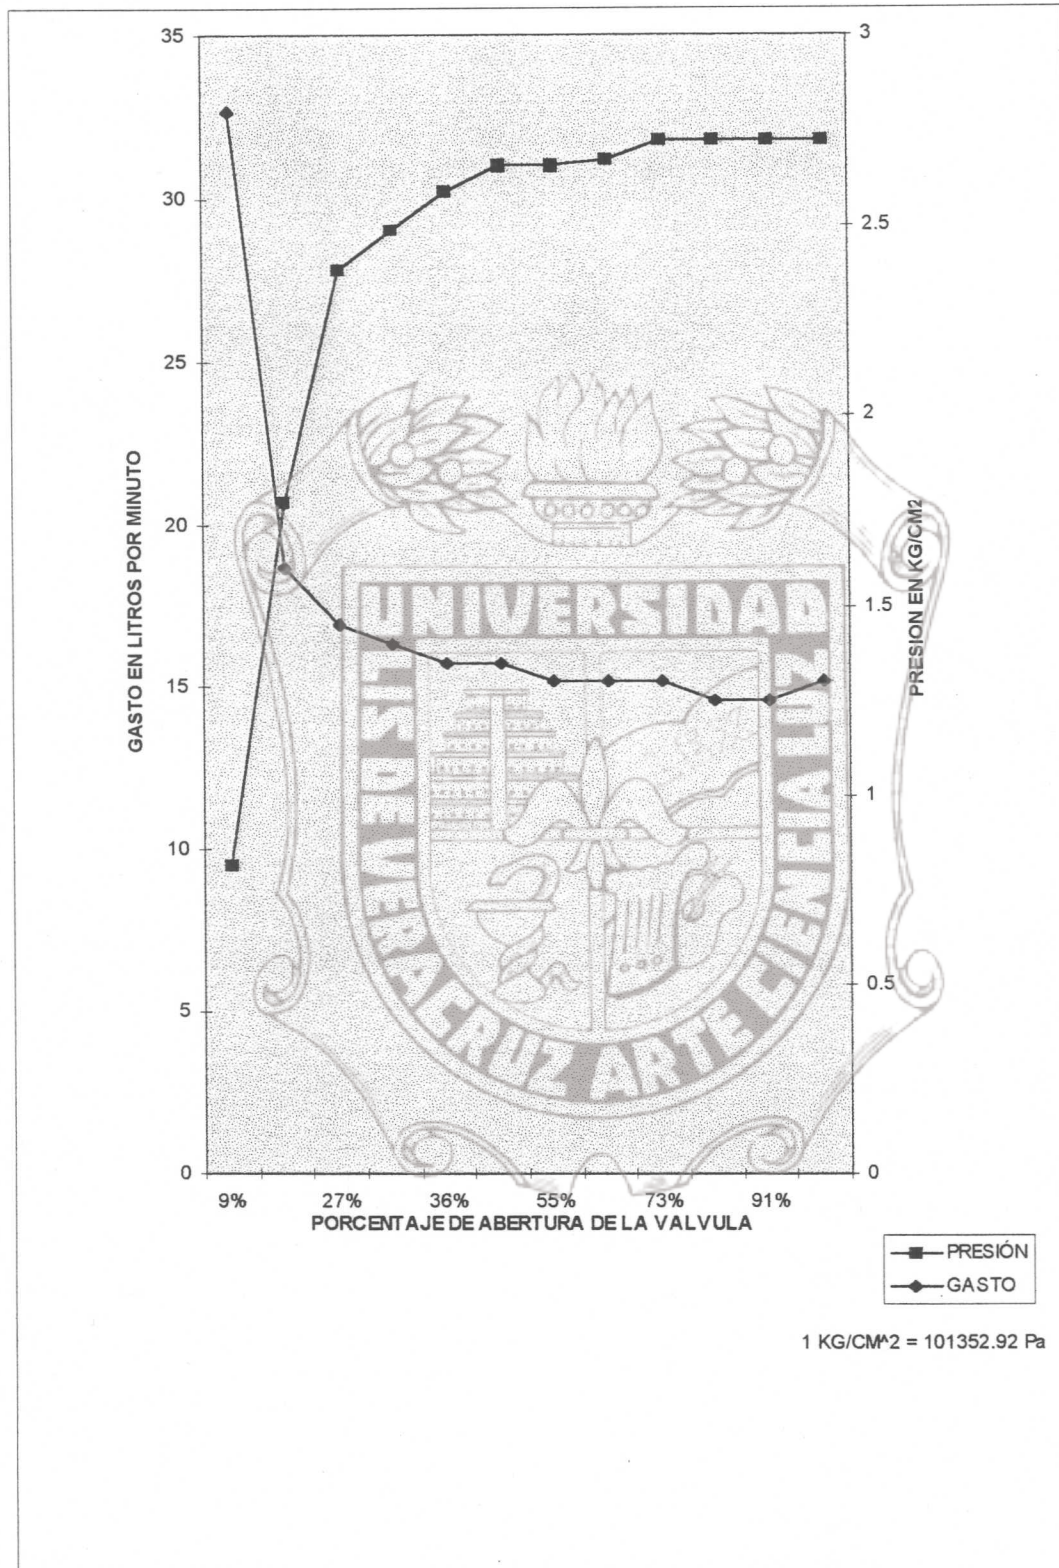 35
30
25
20
15
10
5
0
GASTO EN LITROS POR MINUTO
3
2.5
2
1.5
1
0.5
0
PRESION EN KG/CM2
UNIVERSIDAD
LIS DE VERACRUZ ARTE CIENCIA LUZ
9% 27% 36% 55% 73% 91%
PORCENTAJE DE ABERTURA DE LA VALVULA
PRESIÓN
GASTO
1 KG/CM^2 = 101352.92 Pa